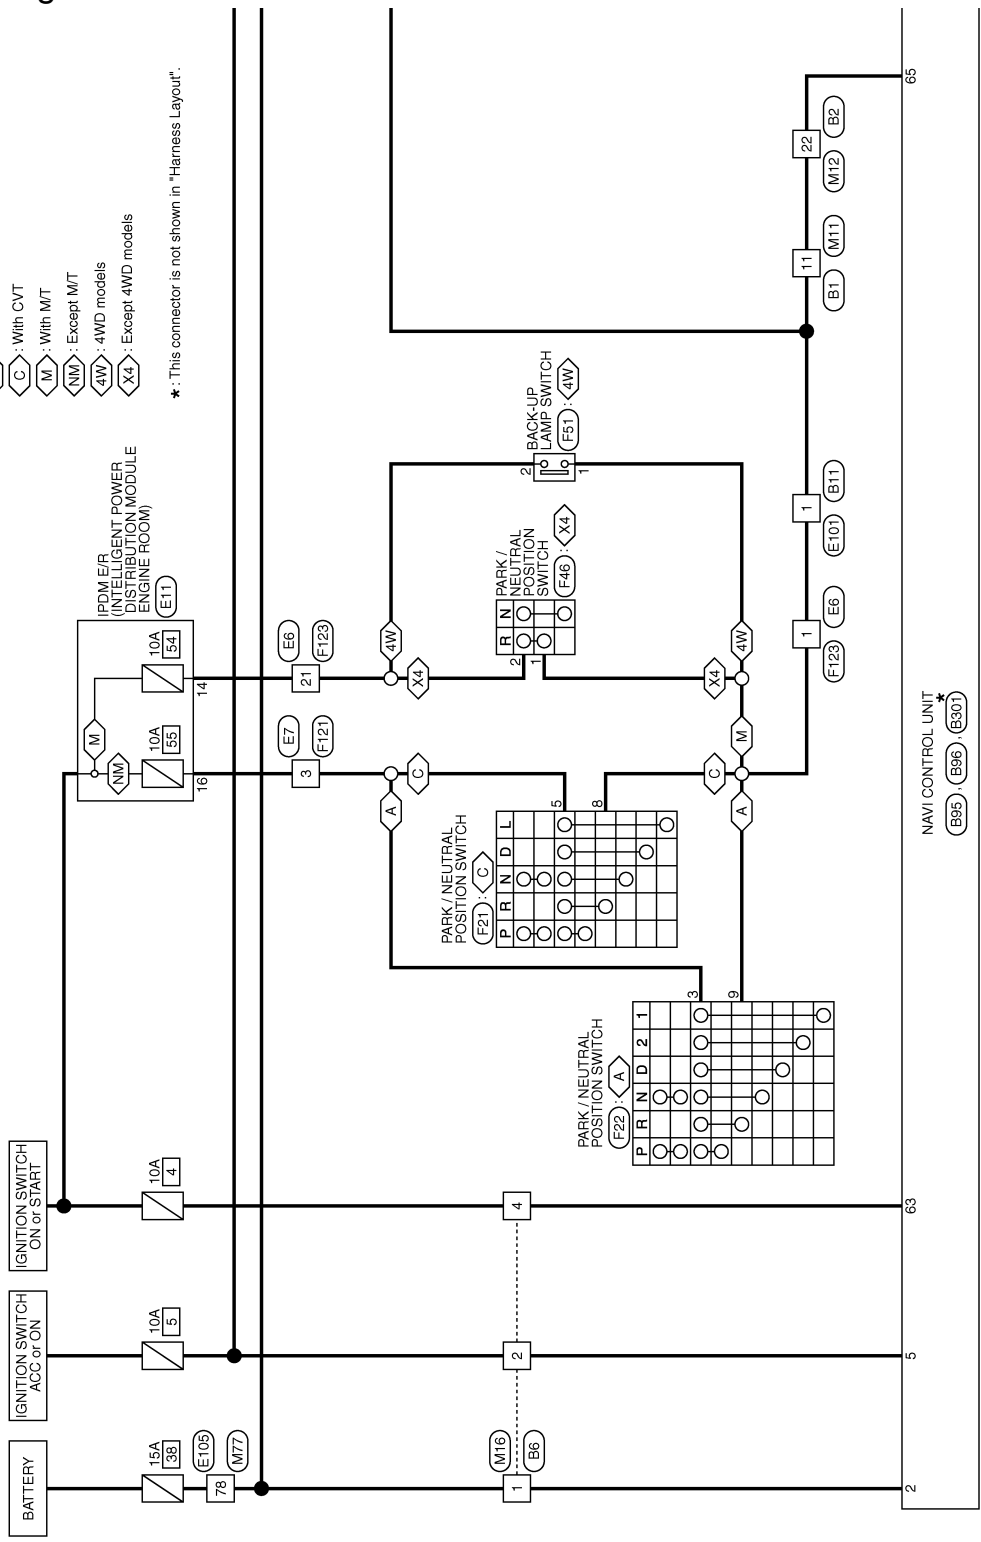 BATTERY
IGNITION SWITCH
ACC or ON
IGNITION SWITCH
ON or START
15A
38
10A
5
10A
4
E105
78
M77
M16
1
B6
2
4
2
5
63
IPDM E/R
(INTELLIGENT POWER
DISTRIBUTION MODULE
ENGINE ROOM)
E11
M
NM
10A
55
10A
54
16
14
E7
3
F121
E6
21
F123
C : With CVT
M : With M/T
NM : Except M/T
4W : 4WD models
X4 : Except 4WD models
* : This connector is not shown in "Harness Layout".
A
C
X4
4W
PARK / NEUTRAL
POSITION SWITCH
F22 : A
P R N D 2 1
3
9
PARK / NEUTRAL
POSITION SWITCH
F21 : C
P R N D L
5
8
PARK /
NEUTRAL
POSITION
SWITCH
F46 : X4
R N
2
1
BACK-UP
LAMP SWITCH
F51 : 4W
2
1
A
C
M
X4
4W
F123
1
E6
E101
1
B11
B1
11
M11
M12
22
B2
65
NAVI CONTROL UNIT
B95 , B96 , B301 *